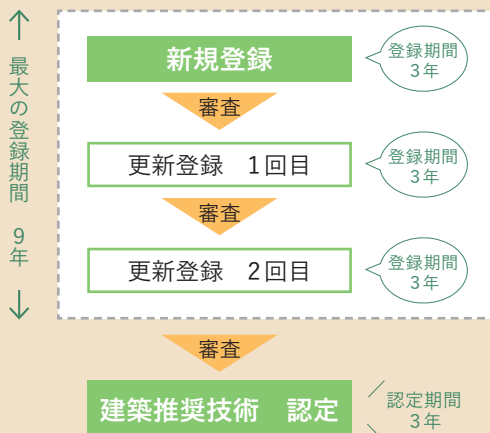 最大の登録期間 9年
新規登録
登録期間
3年
審査
更新登録 1回目
登録期間
3年
審査
更新登録 2回目
登録期間
3年
審査
建築推奨技術 認定
認定期間
3年